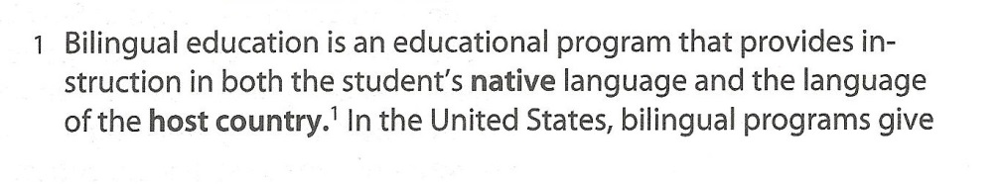 1 Bilingual education is an educational program that provides in-
struction in both the student's native language and the language
of the host country.¹ In the United States, bilingual programs give